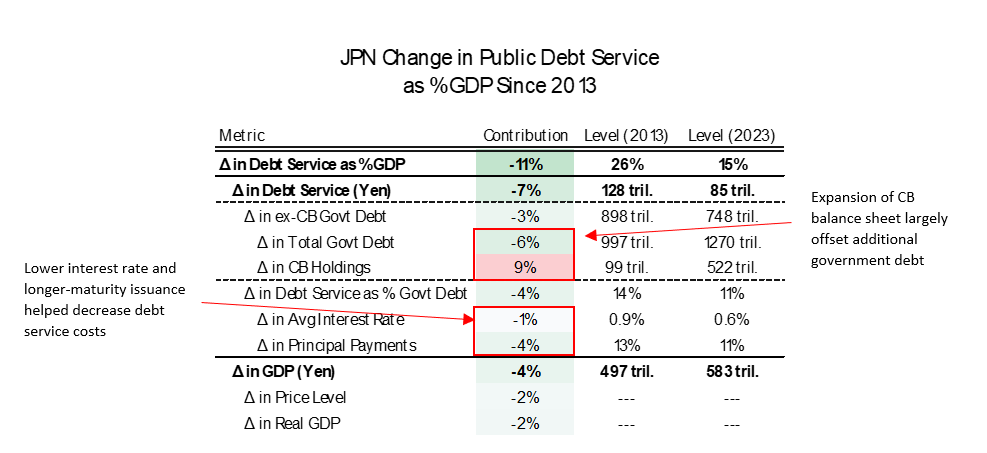 JPN Change in Public Debt Service
as %GDP Since 2013
Metric Contribution Level (2013) Level (2023)
Δ in Debt Service as %GDP -11% 26% 15%
Δ in Debt Service (Yen) -7% 128 tril. 85 tril.
Δ in ex-CB Govt Debt -3% 898 tril. 748 tril.
Δ in Total Govt Debt -6% 997 tril. 1270 tril.
Δ in CB Holdings 9% 99 tril. 522 tril.
Δ in Debt Service as % Govt Debt -4% 14% 11%
Δ in Avg Interest Rate -1% 0.9% 0.6%
Δ in Principal Payments -4% 13% 11%
Δ in GDP (Yen) -4% 497 tril. 583 tril.
Δ in Price Level -2% --- ---
Δ in Real GDP -2% --- ---
Expansion of CB
balance sheet largely
offset additional
government debt
Lower interest rate and
longer-maturity issuance
helped decrease debt
service costs